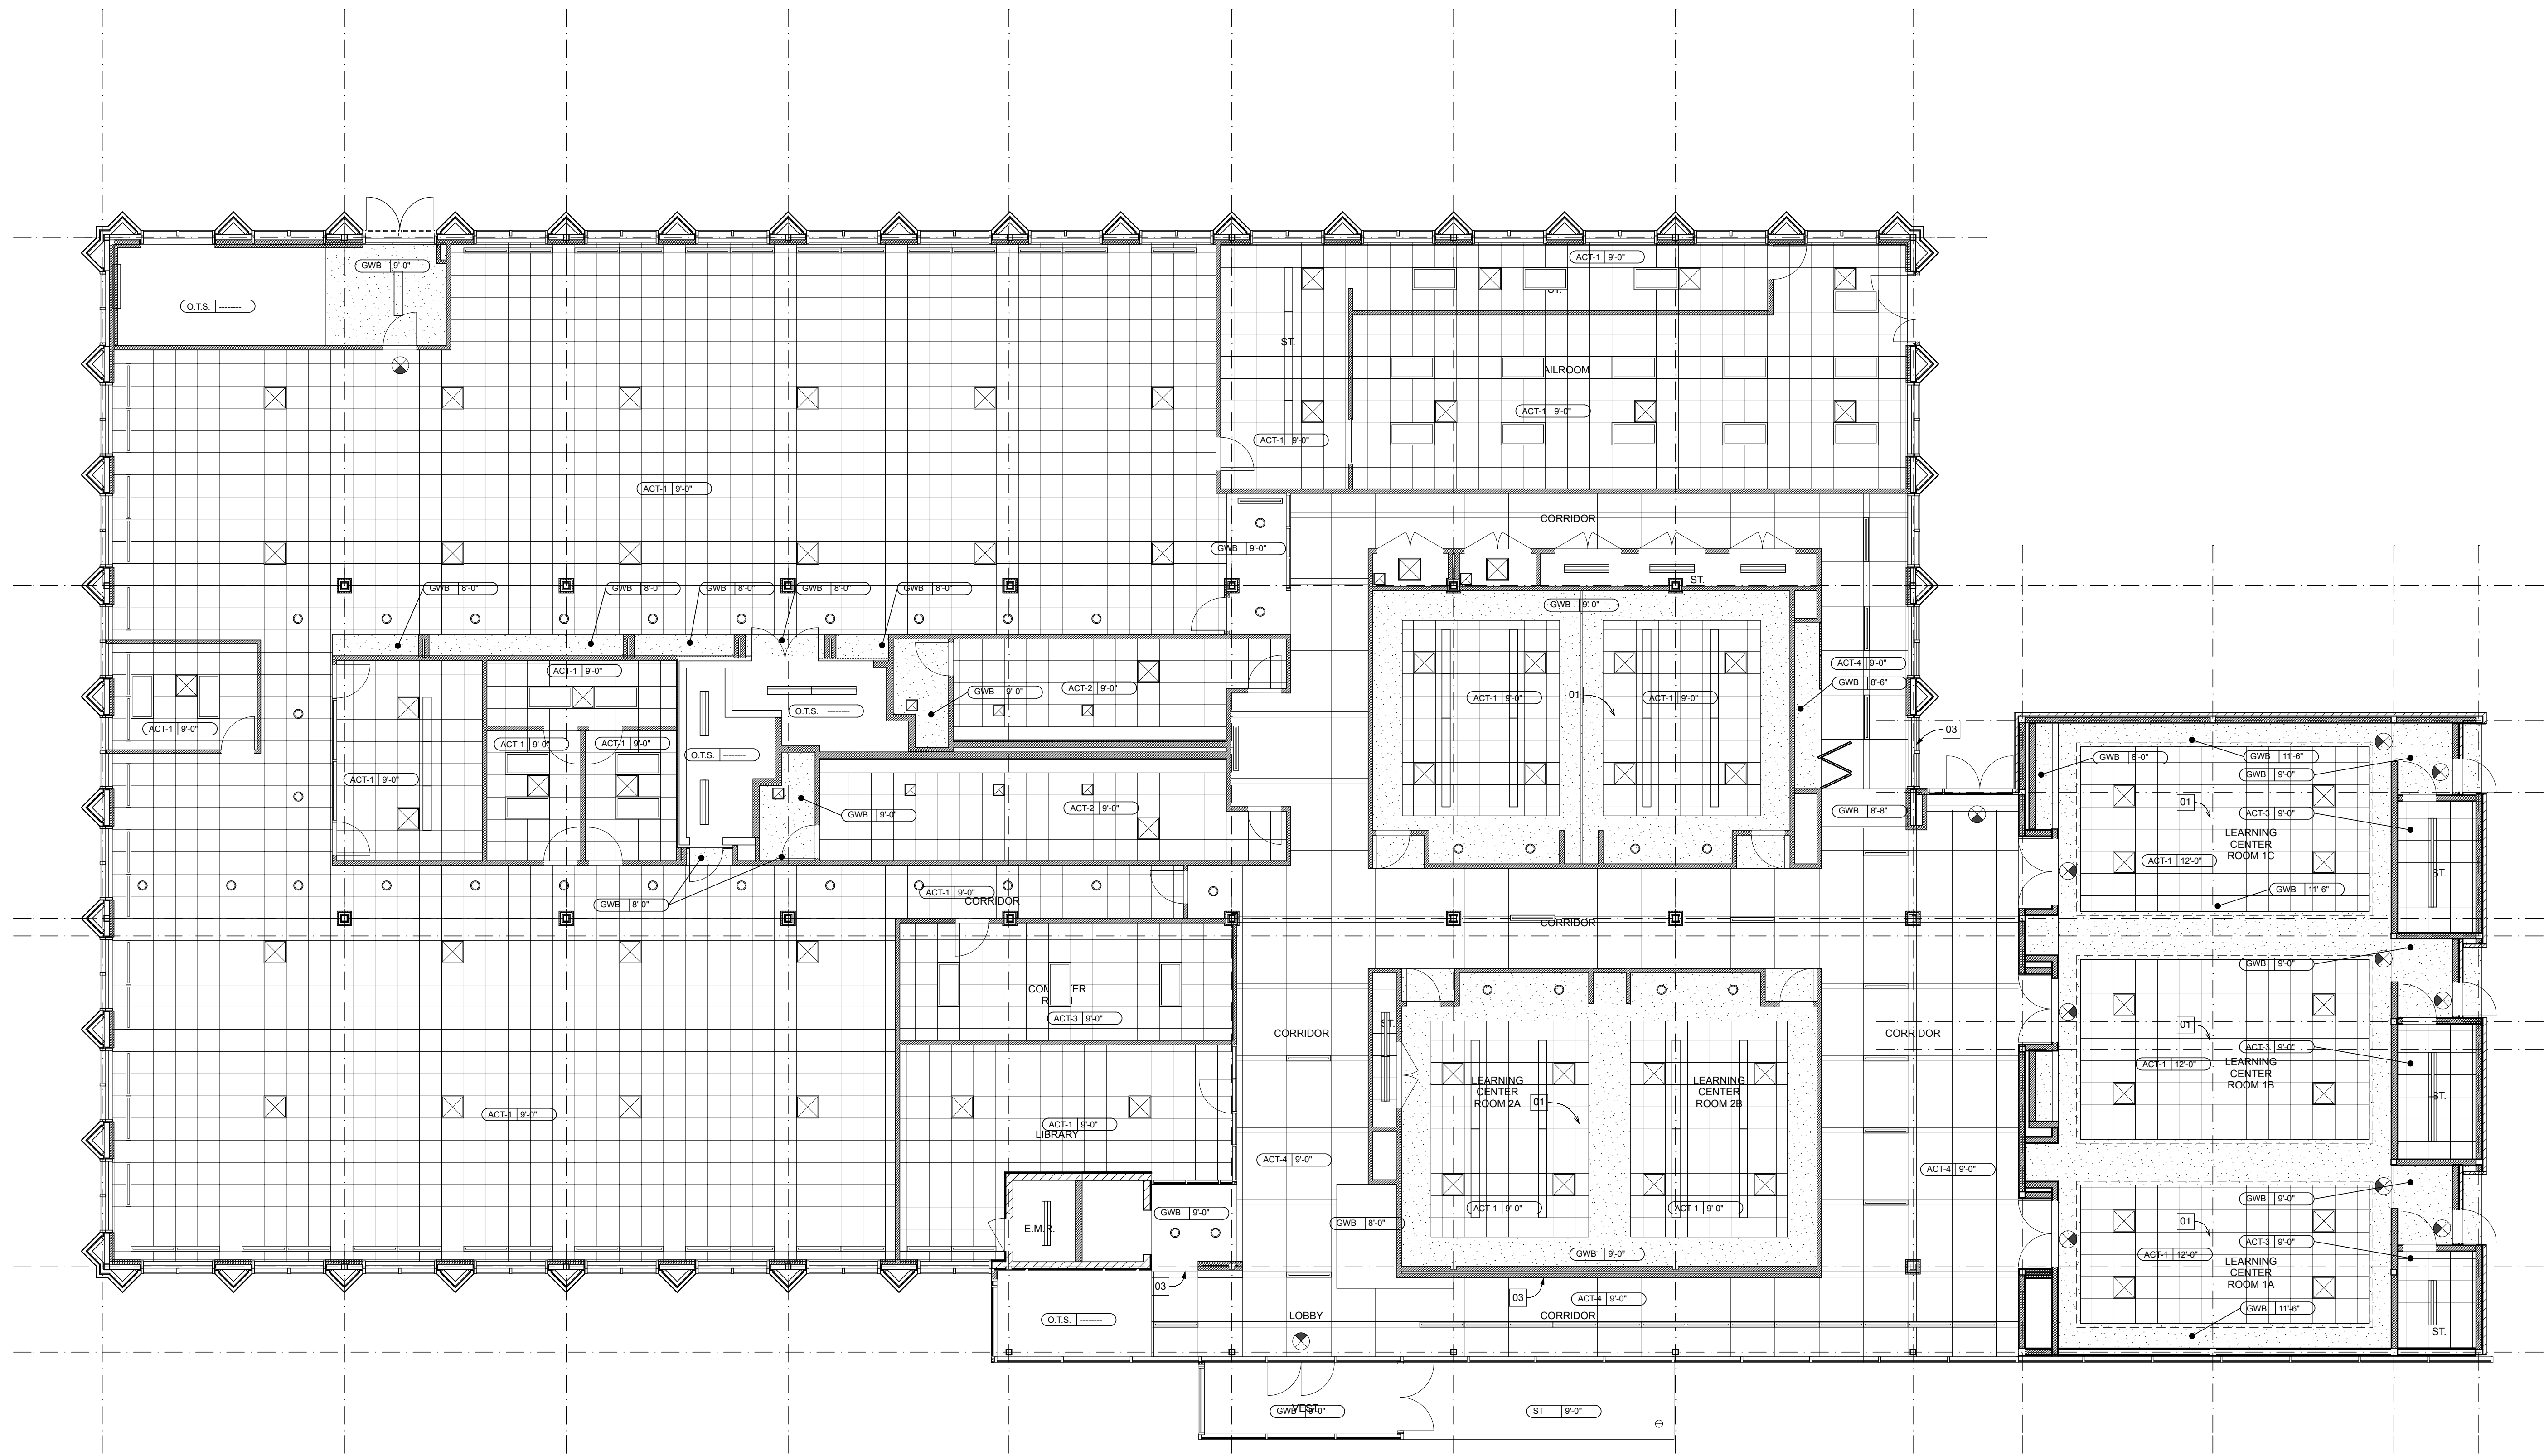 ACT-1 9'-0"
GWB 9'-0"
O.T.S. --------
ST.
ST.
AILROOM
ACT-1 9'-0"
ACT-1 9'-0"
ACT-1 9'-0"
CORRIDOR
GWB 9'-0"
GWB 8'-0"
GWB 8'-0"
GWB 8'-0"
GWB 8'-0"
GWB 8'-0"
ST.
GWB 9'-0"
ACT-1 9'-0"
ACT-4 9'-0"
GWB 8'-6"
ACT-2 9'-0"
GWB 9'-0"
01
ACT-1 9'-0"
ACT-1 9'-0"
O.T.S. --------
ACT-1 9'-0"
03
ACT-1 9'-0"
ACT-1 9'-0"
O.T.S. --------
GWB 8'-0"
GWB 11'-6"
GWB 9'-0"
ACT-1 9'-0"
01
ACT-2 9'-0"
GWB 9'-0"
GWB 8'-8"
ACT-3 9'-0"
LEARNING
CENTER
ROOM 1C
ACT-1 12'-0"
ST.
GWB 11'-6"
ACT-1 9'-0"
CORRIDOR
GWB 8'-0"
CORRIDOR
GWB 9'-0"
COMPUTER
ROOM
ACT-3 9'-0"
CORRIDOR
ST.
CORRIDOR
01
ACT-3 9'-0"
ACT-1 12'-0"
LEARNING
CENTER
ROOM 1B
LEARNING
CENTER
ROOM 2A
01
LEARNING
CENTER
ROOM 2B
ST.
ACT-1 9'-0"
ACT-1 9'-0"
LIBRARY
ACT-4 9'-0"
ACT-4 9'-0"
GWB 9'-0"
ACT-1 9'-0"
ACT-1 9'-0"
GWB 9'-0"
GWB 8'-0"
E.M.R.
01
ACT-3 9'-0"
GWB 9'-0"
ACT-1 12'-0"
LEARNING
CENTER
ROOM 1A
03
03
ACT-4 9'-0"
GWB 11'-6"
O.T.S. --------
LOBBY
CORRIDOR
ST.
VEST.
GWB 9'-0"
ST 9'-0"